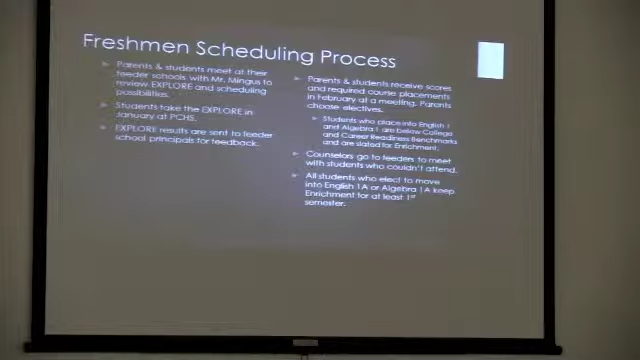 Freshmen Scheduling Process
Parents & students meet at their
feeder schools with Mr. Mingus to
review EXPLORE and scheduling
possibilities.
Students take the EXPLORE in
January at PCHS.
EXPLORE results are sent to feeder
school principals for feedback.
Parents & students receive scores
and required course placements
in February at a meeting. Parents
choose electives.
Students who place into English 1
and Algebra 1 are below College
and Career Readiness Benchmarks
and are slated for Enrichment.
Counselors go to feeders to meet
with students who couldn't attend.
All students who elect to move
into English 1A or Algebra 1A keep
Enrichment for at least 1st
semester.